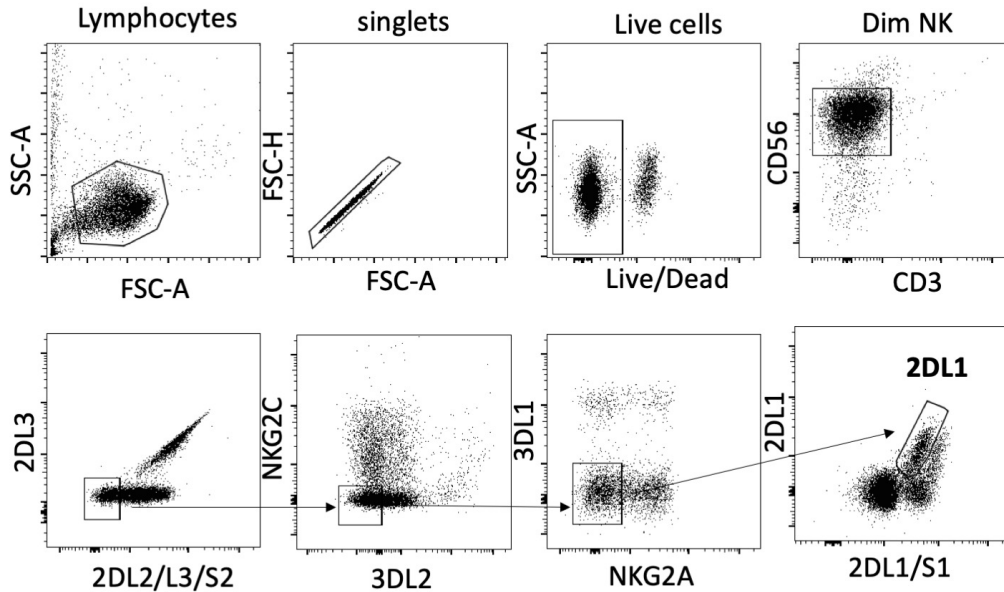 Lymphocytes
singlets
Live cells
Dim NK
SSC-A
FSC-A
FSC-H
FSC-A
SSC-A
Live/Dead
CD56
CD3
2DL3
2DL2/L3/S2
NKG2C
3DL2
3DL1
NKG2A
2DL1
2DL1
2DL1/S1